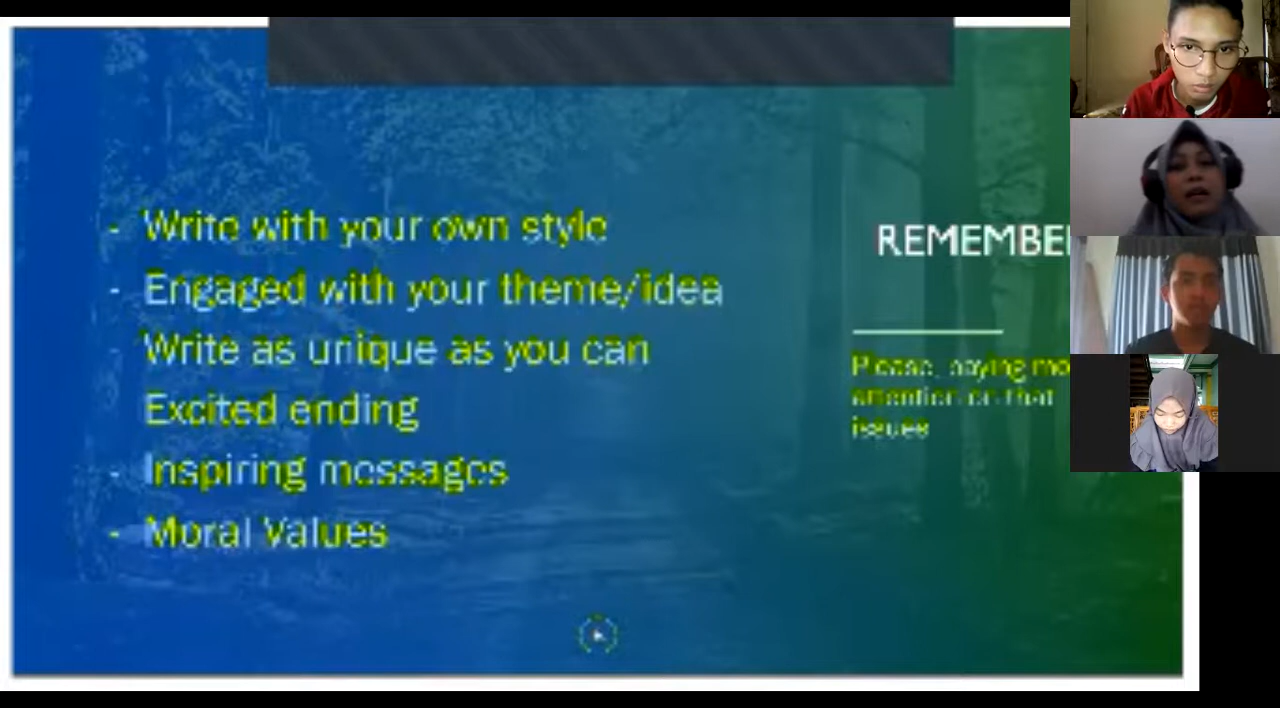 - Write with your own style
- Engaged with your theme/idea
- Write as unique as you can
Excited ending
- Inspiring messages
- Moral Values
REMEMBE
Please, paying mo
attention on that
issues